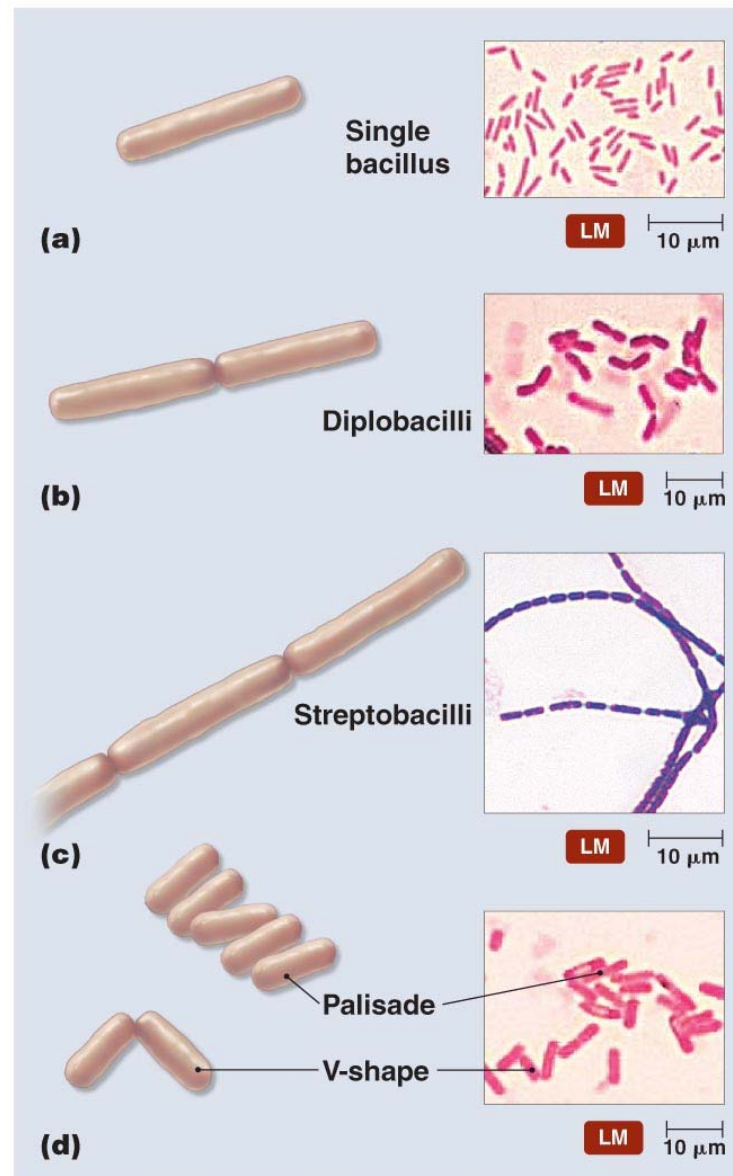 Single
bacillus
(a)
LM
10 μm
Diplobacilli
(b)
LM
10 μm
Streptobacilli
(c)
LM
10 μm
Palisade
V-shape
(d)
LM
10 μm